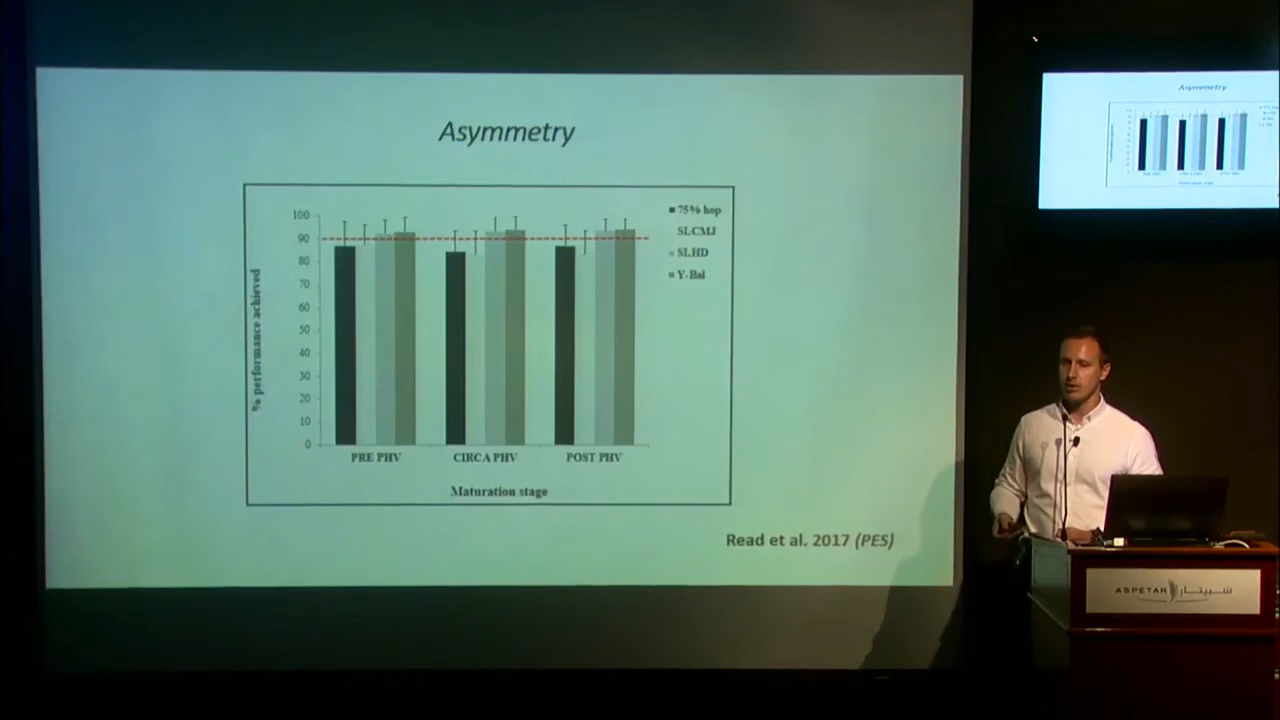 Asymmetry
100
90
80
70
60
50
40
30
20
10
0
% performance achieved
PRE PHV
CIRCA PHV
POST PHV
Maturation stage
75% hop
SLCMJ
SLHD
Y-Bal
Read et al. 2017 (PES)
Asymmetry
ASPETAR سبيتار